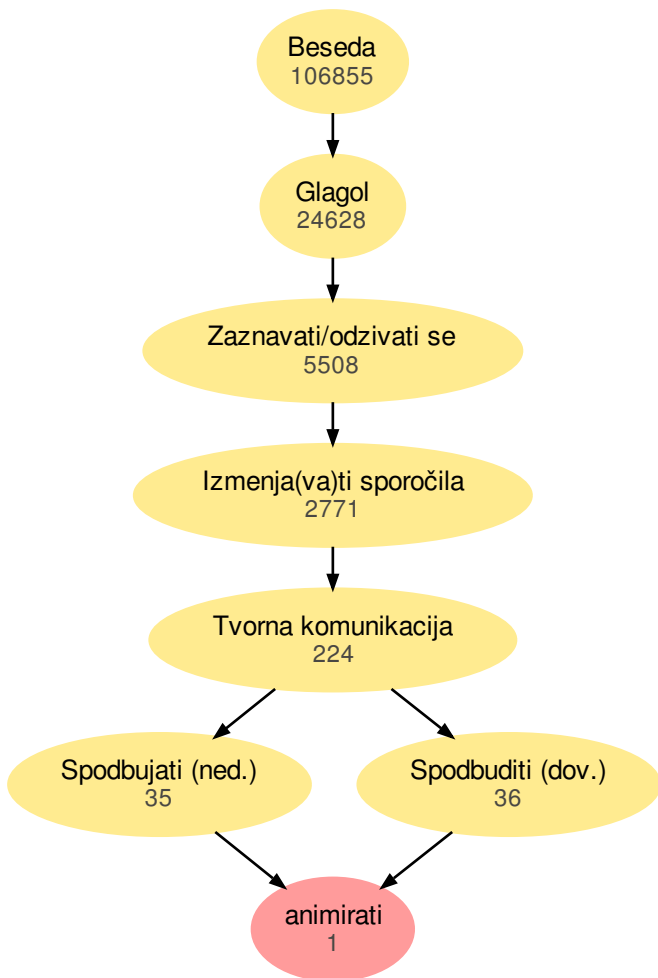 Beseda
106855
Glagol
24628
Zaznavati/odzivati se
5508
Izmenja(va)ti sporočila
2771
Tvorna komunikacija
224
Spodbujati (ned.)
35
Spodbuditi (dov.)
36
animirati
1